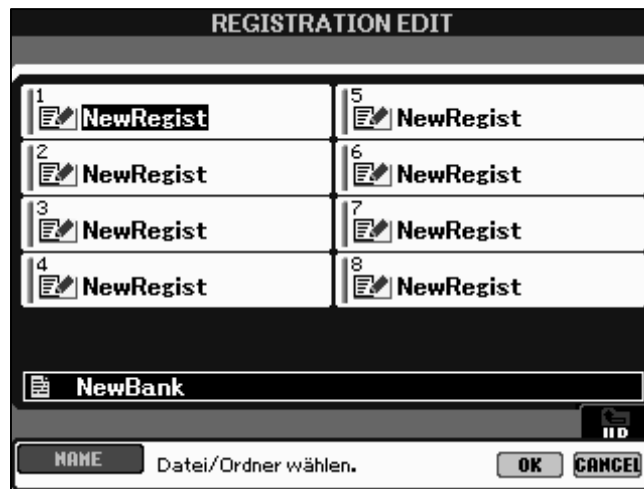 REGISTRATION EDIT
1 NewRegist
5 NewRegist
2 NewRegist
6 NewRegist
3 NewRegist
7 NewRegist
4 NewRegist
8 NewRegist
NewBank
NAME Datei/Ordner wählen. OK CANCEL